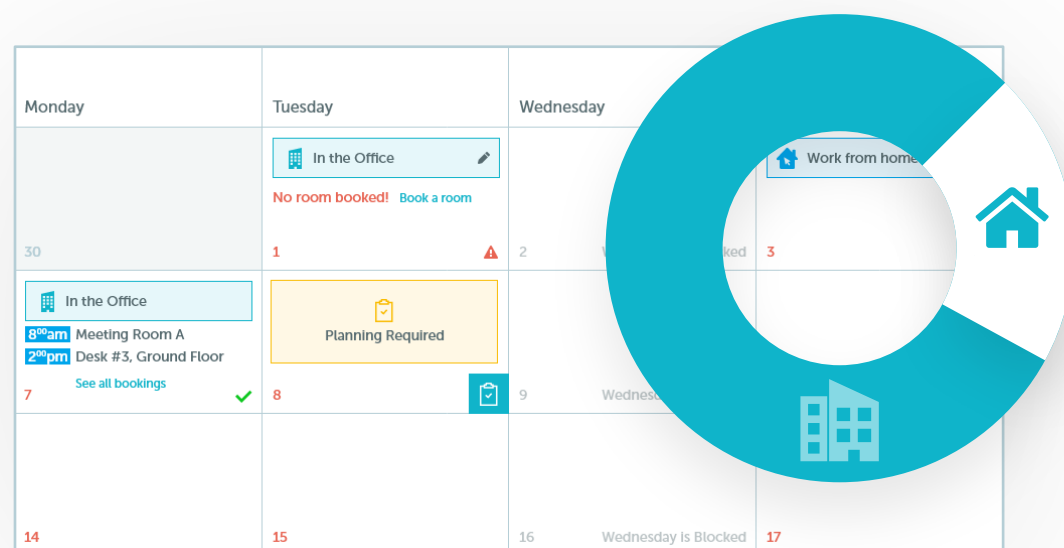 Monday
Tuesday
Wednesday
In the Office
Work from home
No room booked! Book a room
30
1
2
3
In the Office
8⁰⁰am Meeting Room A
2⁰⁰pm Desk #3, Ground Floor
See all bookings
Planning Required
7
8
9
14
15
16
Wednesday is Blocked
17